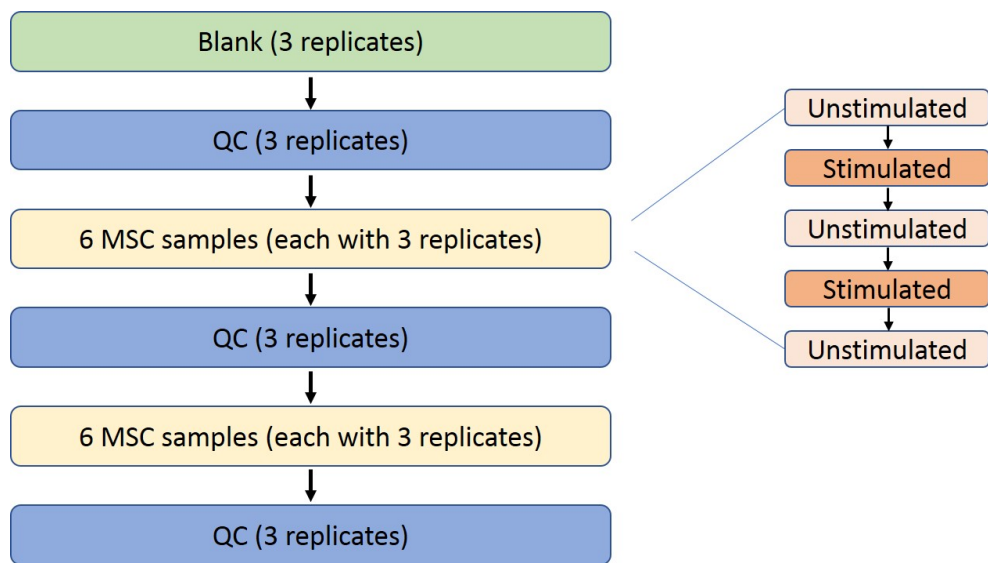 Blank (3 replicates)
QC (3 replicates)
6 MSC samples (each with 3 replicates)
QC (3 replicates)
6 MSC samples (each with 3 replicates)
QC (3 replicates)
Unstimulated
Stimulated
Unstimulated
Stimulated
Unstimulated